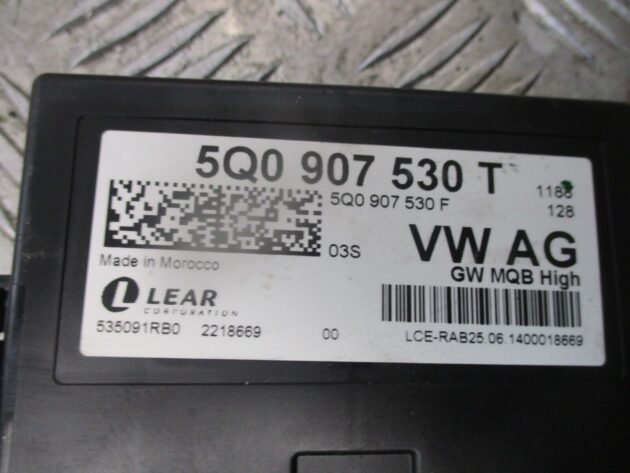 5Q0 907 530 T
1188
5Q0 907 530 F
128
03S
VW AG
Made in Morocco
GW MQB High
LEAR
CORPORATION
535091RB0 2218669 00 LCE-RAB25.06.1400018669